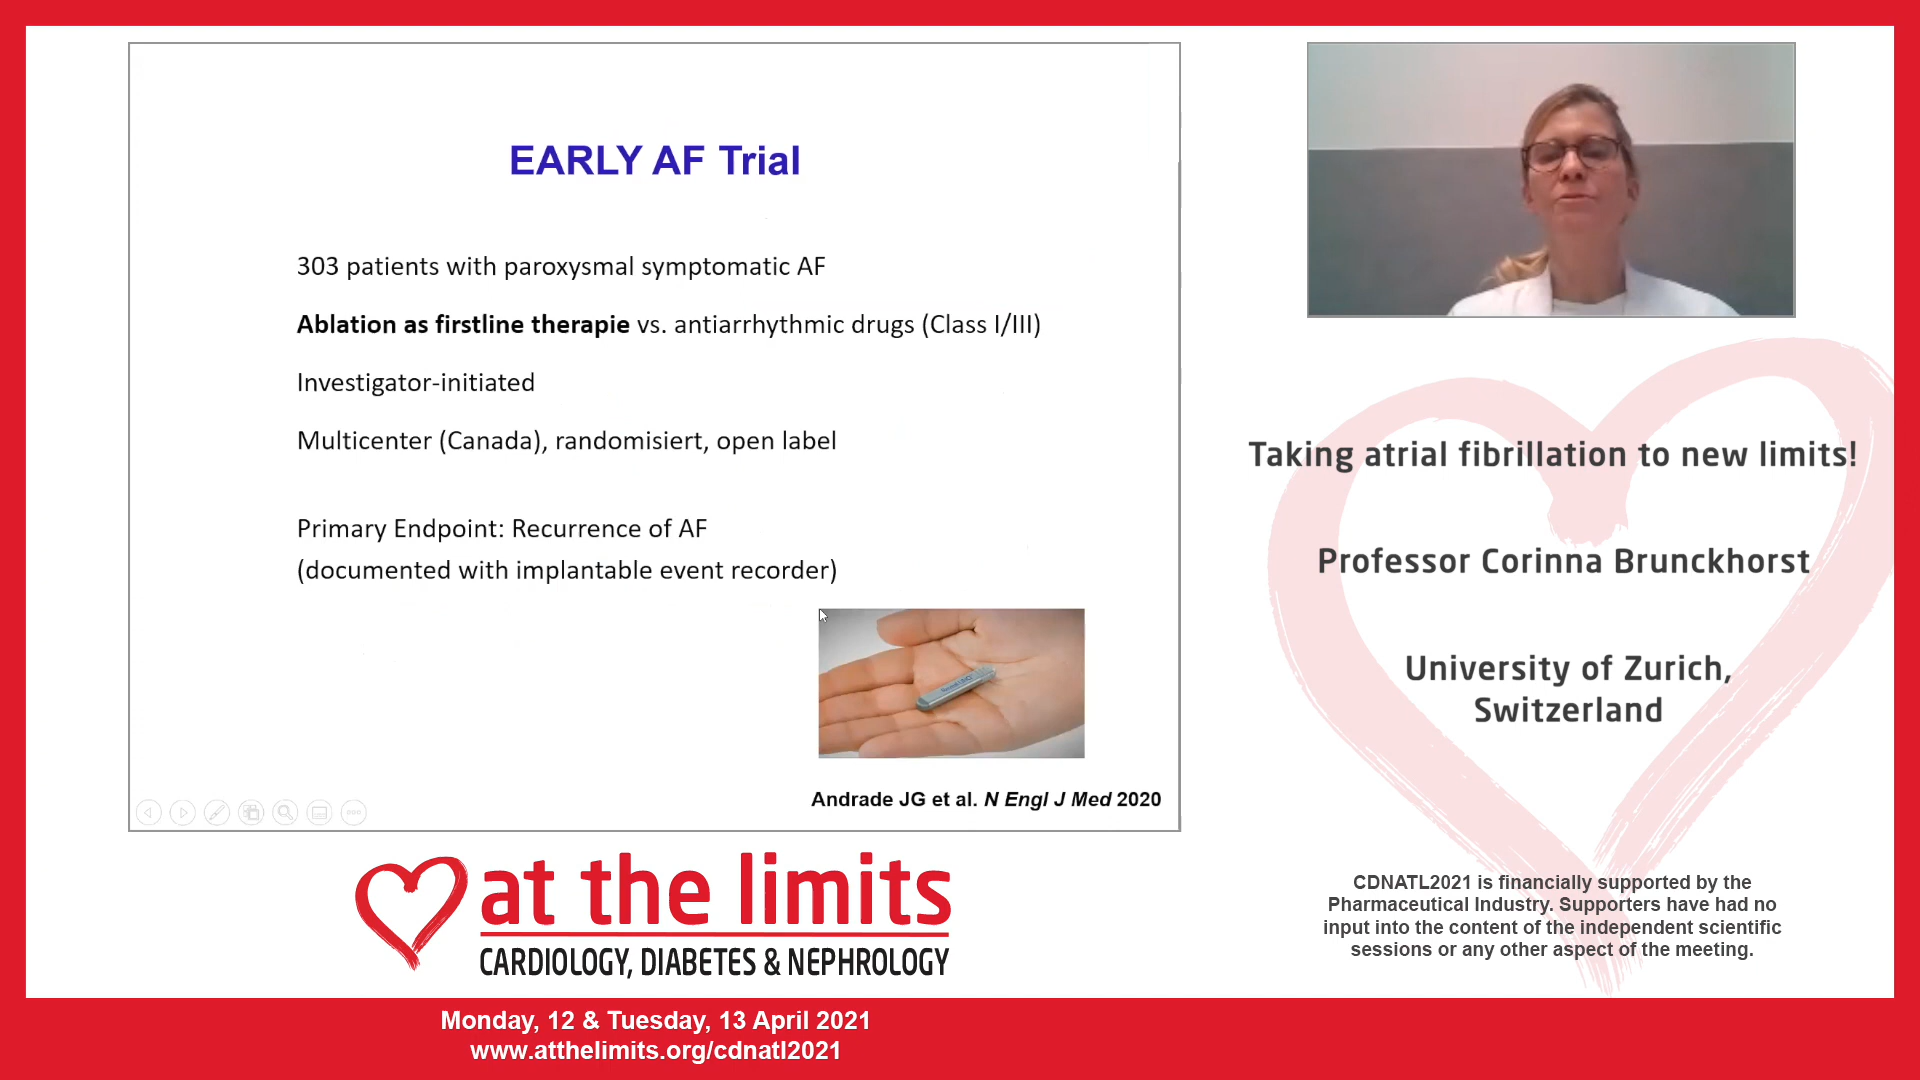 EARLY AF Trial
303 patients with paroxysmal symptomatic AF
Ablation as firstline therapie vs. antiarrhythmic drugs (Class I/III)
Investigator-initiated
Multicenter (Canada), randomisiert, open label
Primary Endpoint: Recurrence of AF
(documented with implantable event recorder)
Andrade JG et al. N Engl J Med 2020
Taking atrial fibrillation to new limits!
Professor Corinna Brunckhorst
University of Zurich,
Switzerland
CDNATL2021 is financially supported by the
Pharmaceutical Industry. Supporters have had no
input into the content of the independent scientific
sessions or any other aspect of the meeting.
at the limits
CARDIOLOGY, DIABETES & NEPHROLOGY
Monday, 12 & Tuesday, 13 April 2021
www.atthelimits.org/cdnatl2021